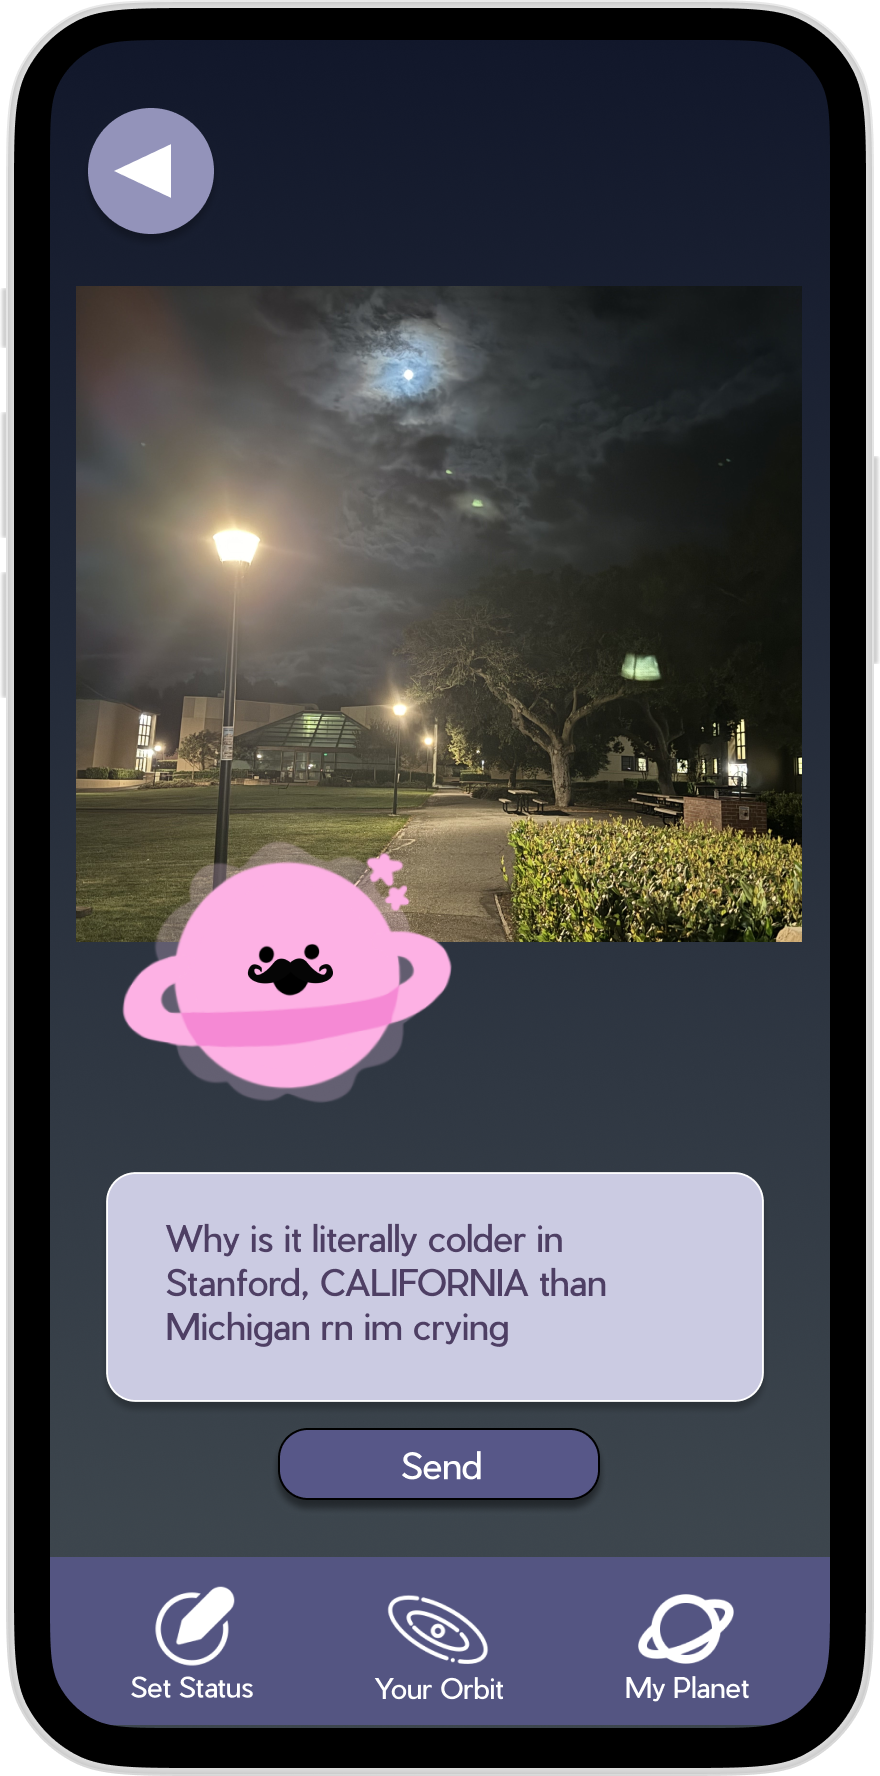 Why is it literally colder in
Stanford, CALIFORNIA than
Michigan rn im crying
Send
Set Status
Your Orbit
My Planet